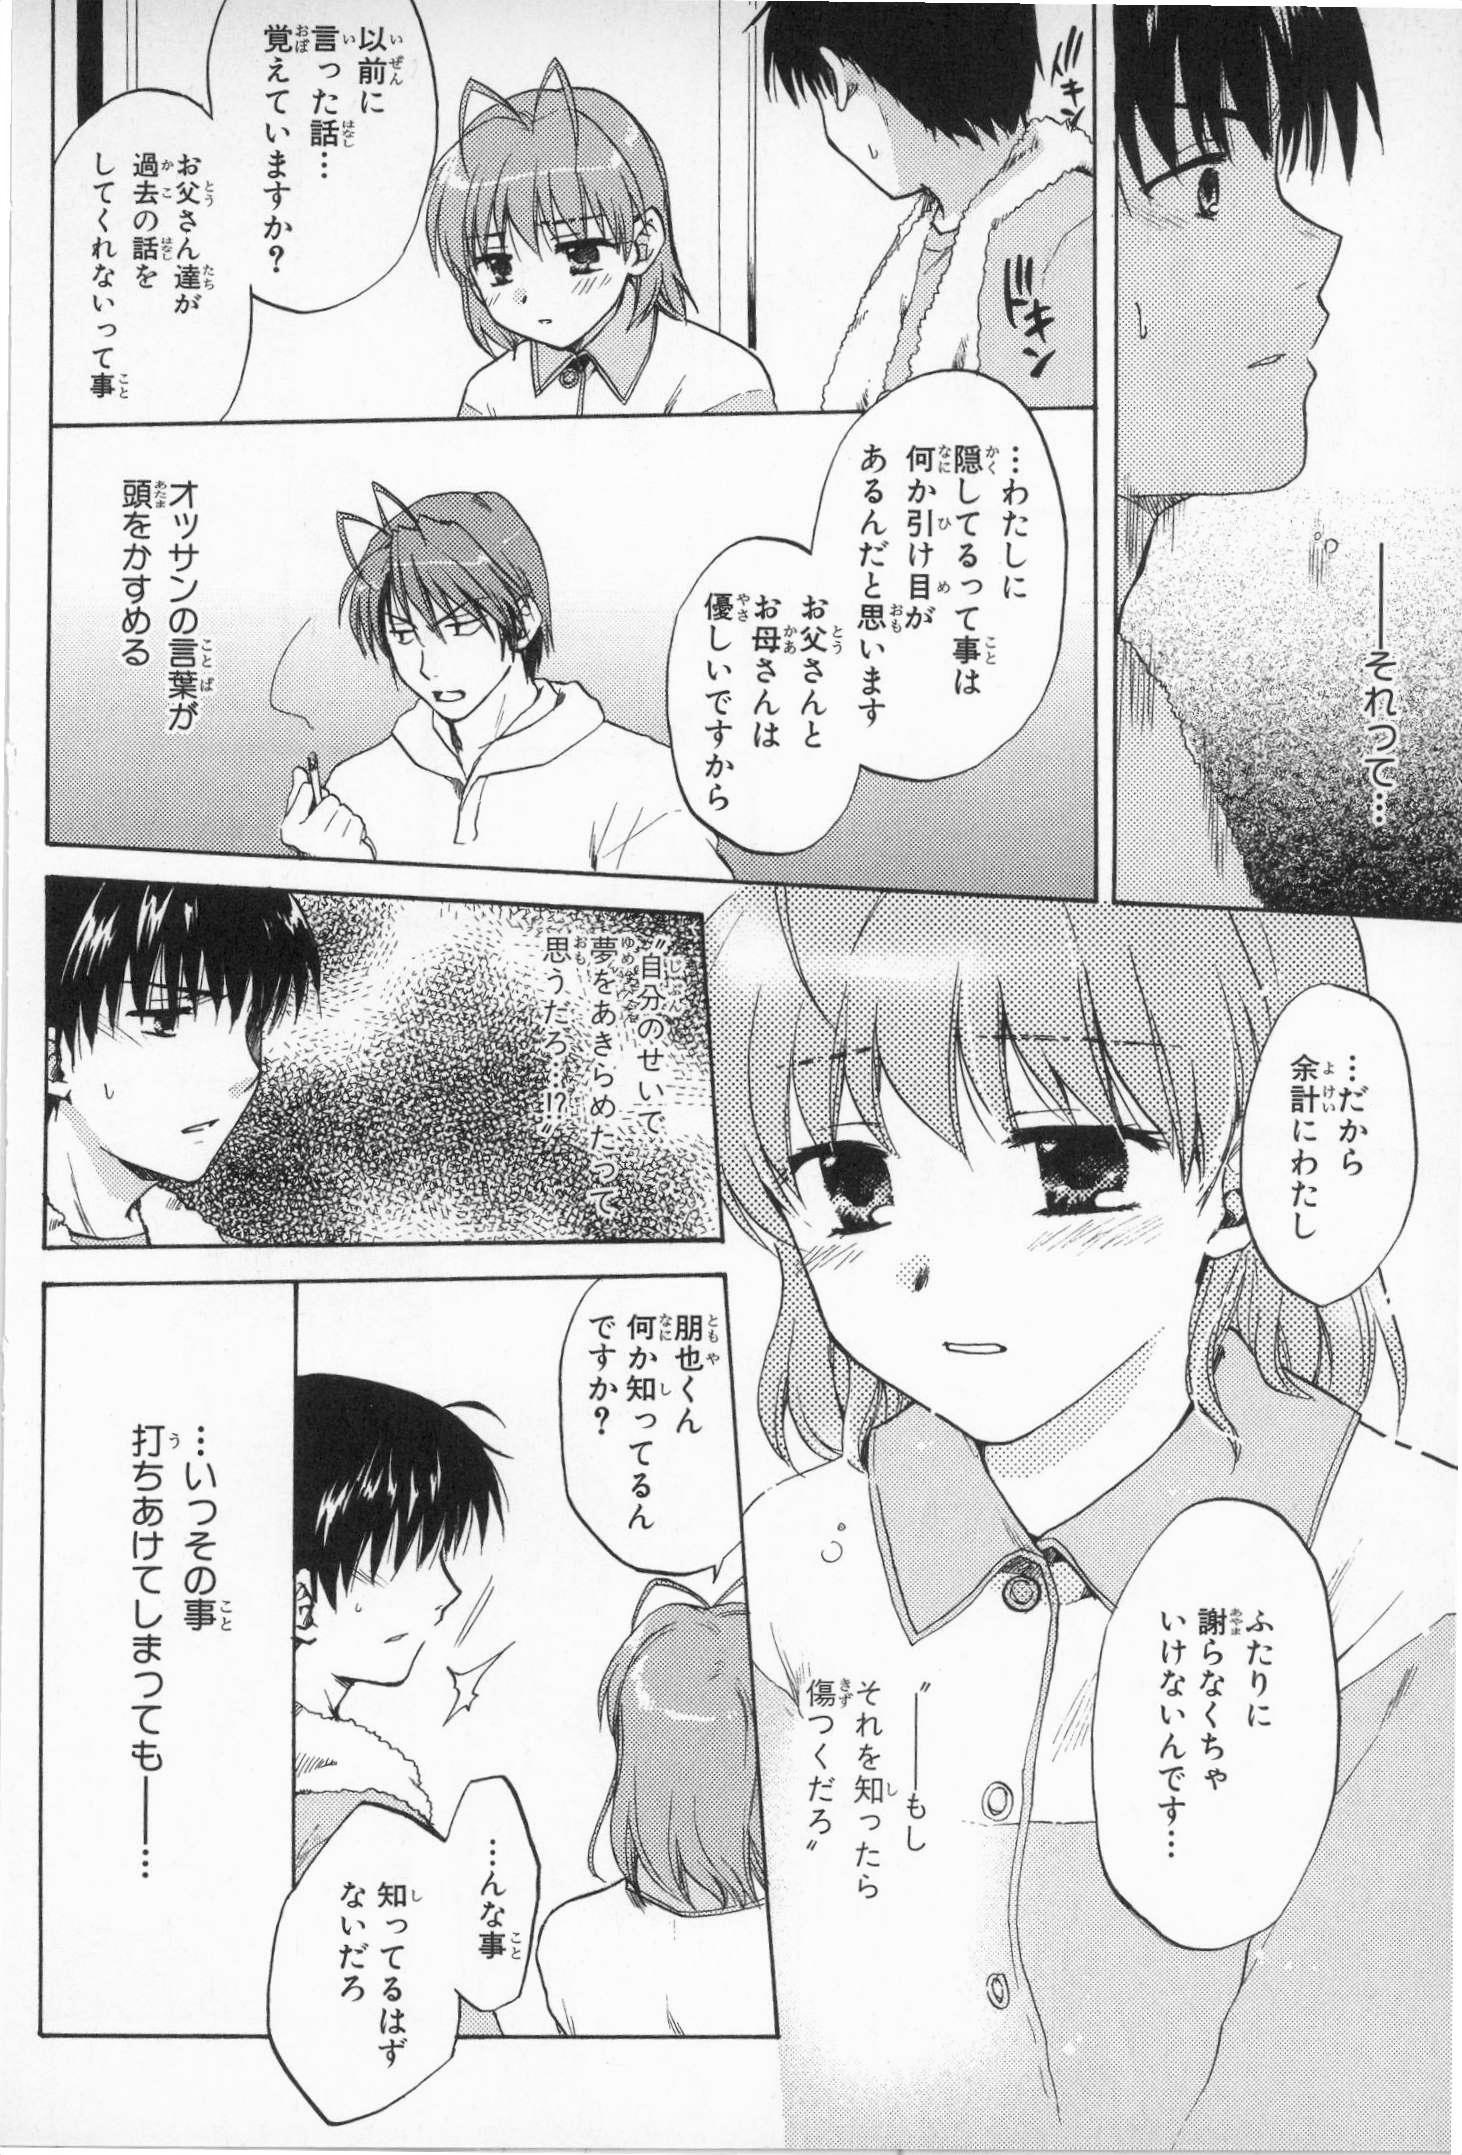 ――それって…
ドキン
ドキン
以前に
言った話…
覚えていますか？
お父さん達が
過去の話を
してくれないって事
…わたしに
隠してるって事は
何か引け目が
あるんだと思います
お父さんと
お母さんは
優しいですから
オッサンの言葉が
頭をかすめる
…だから
余計にわたし
ふたりに
謝らなくちゃ
いけないんです…
〝――もし
それを知ったら
傷つくだろ〟
〝自分のせいで
夢をあきらめたって
思うだろ…!?〟
朋也くん
何か知ってるん
ですか？
…んな事
知ってるはず
ないだろ
…いっその事
打ちあけてしまっても――…